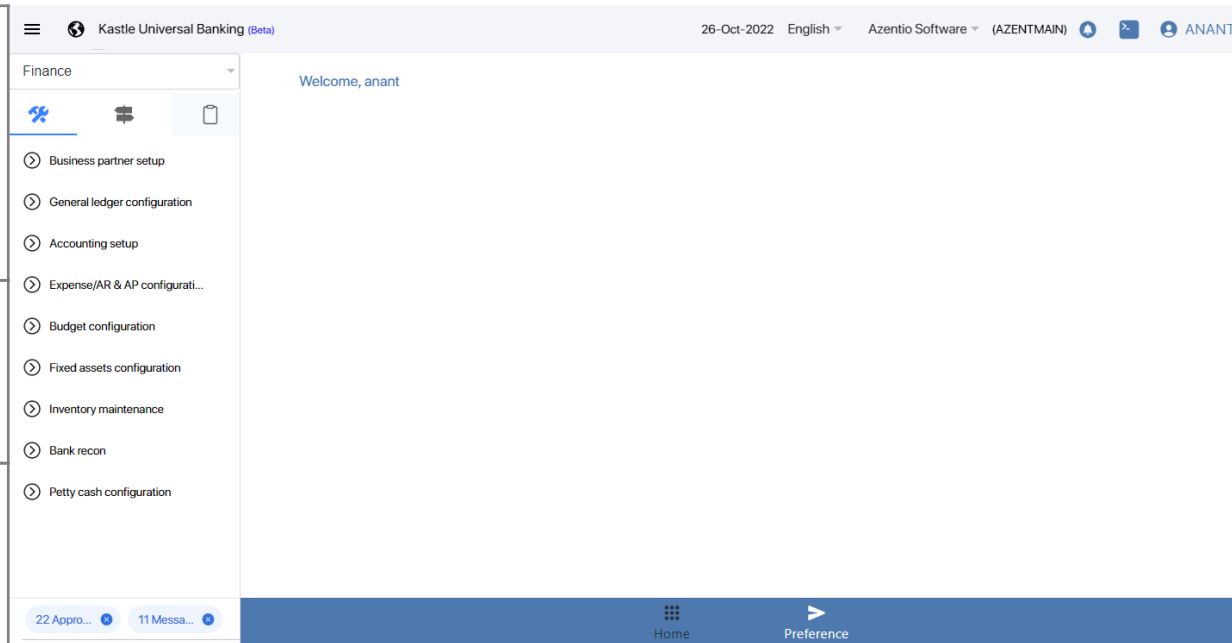 Kastle Universal Banking (Beta)
26-Oct-2022 English Azentio Software (AZENTMAIN) ANANT
Finance
Welcome, anant
Business partner setup
General ledger configuration
Accounting setup
Expense/AR & AP configurati...
Budget configuration
Fixed assets configuration
Inventory maintenance
Bank recon
Petty cash configuration
22 Appro... 11 Messa...
Home Preference